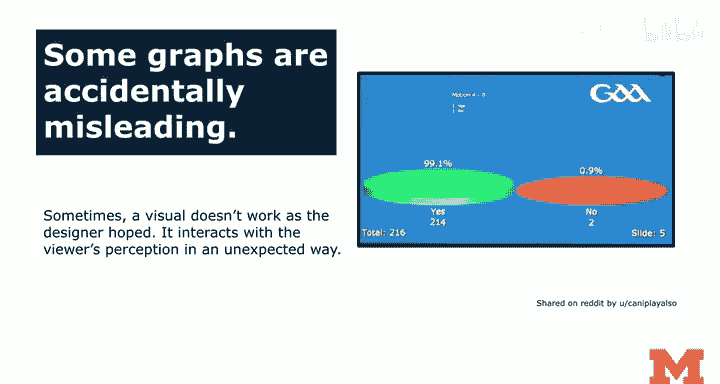 Some graphs are
accidentally
misleading.
Sometimes, a visual doesn't work as the
designer hoped. It interacts with the
viewer's perception in an unexpected way.
GAA
99.1%
0.9%
Yes
No
214
2
Total: 216
Slide: 5
Shared on reddit by u/caniplayalso
M